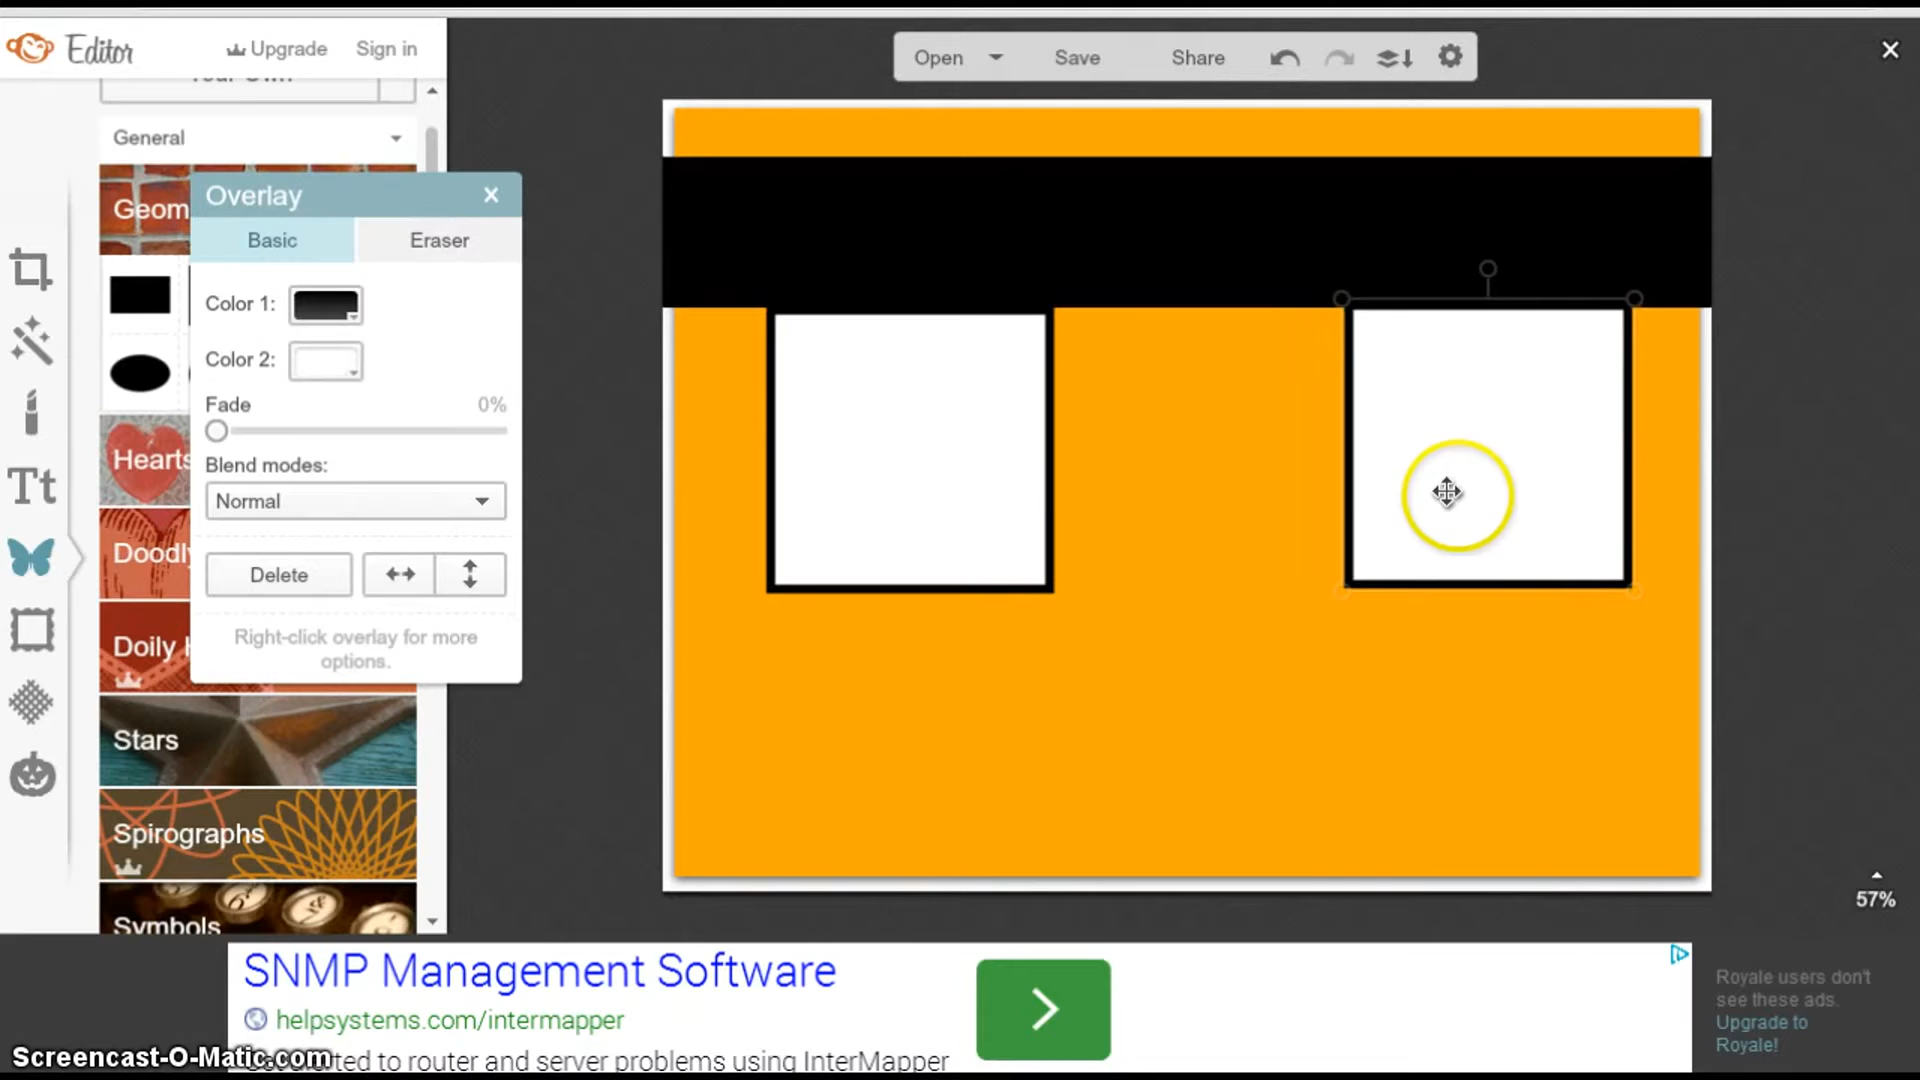 Editor
Upgrade
Sign in
Open
Save
Share
General
Overlay
Basic
Eraser
Color 1:
Color 2:
Fade
0%
Blend modes:
Normal
Delete
Right-click overlay for more
options.
Geom
Hearts
Doodly
Doily H
Stars
Spirographs
Symbols
Tt
57%
SNMP Management Software
helpsystems.com/intermapper
to router and server problems using InterMapper
Royale users don't
see these ads.
Upgrade to
Royale!
Screencast-O-Matic.com